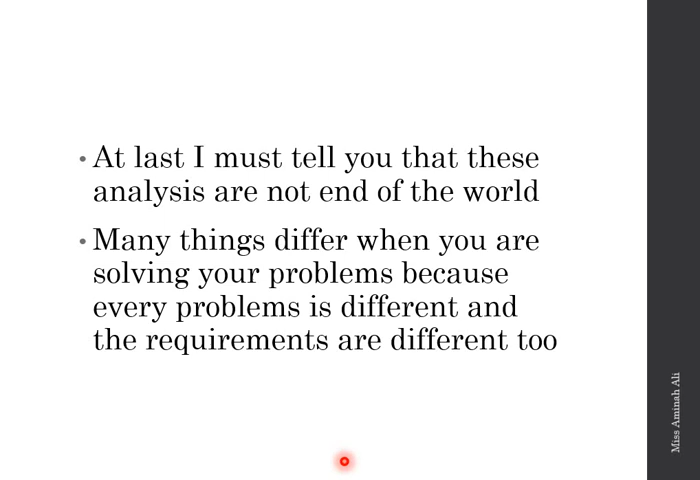 • At last I must tell you that these
analysis are not end of the world
• Many things differ when you are
solving your problems because
every problems is different and
the requirements are different too
Miss Aminah Ali